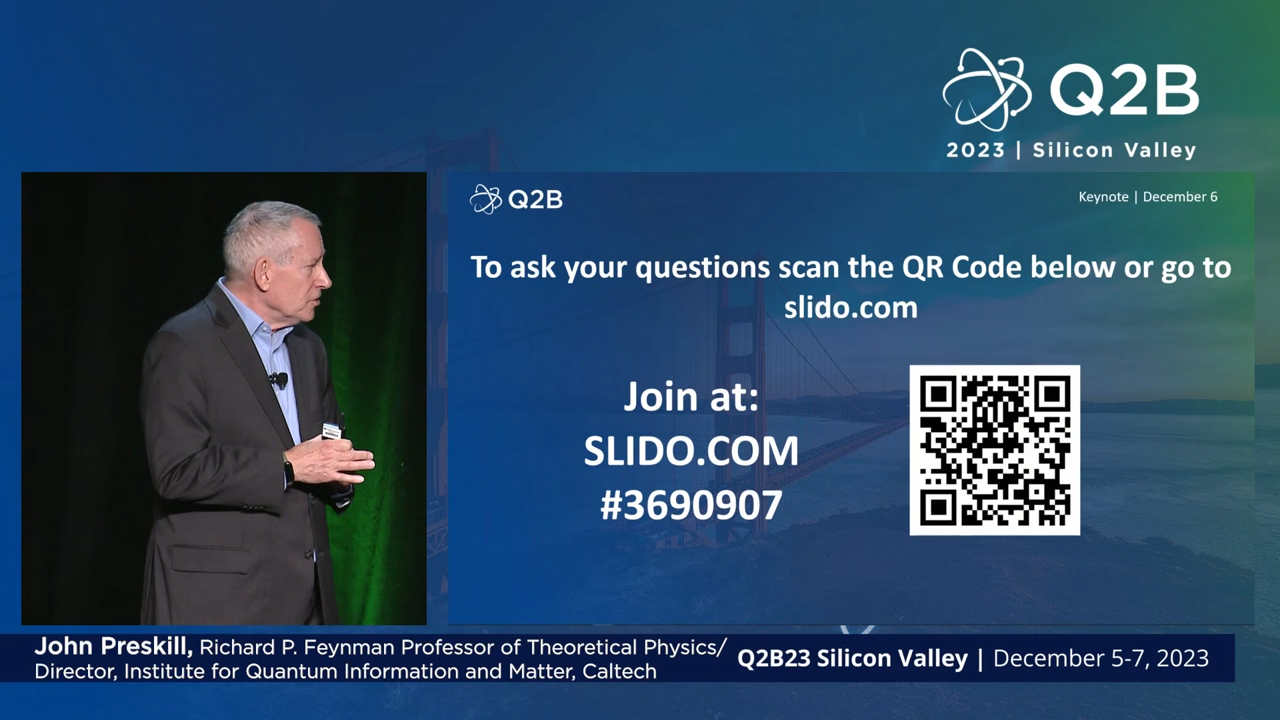 Q2B
2023 | Silicon Valley
Q2B
Keynote | December 6
To ask your questions scan the QR Code below or go to
slido.com
Join at:
SLIDO.COM
#3690907
John Preskill, Richard P. Feynman Professor of Theoretical Physics/
Director, Institute for Quantum Information and Matter, Caltech
Q2B23 Silicon Valley | December 5-7, 2023